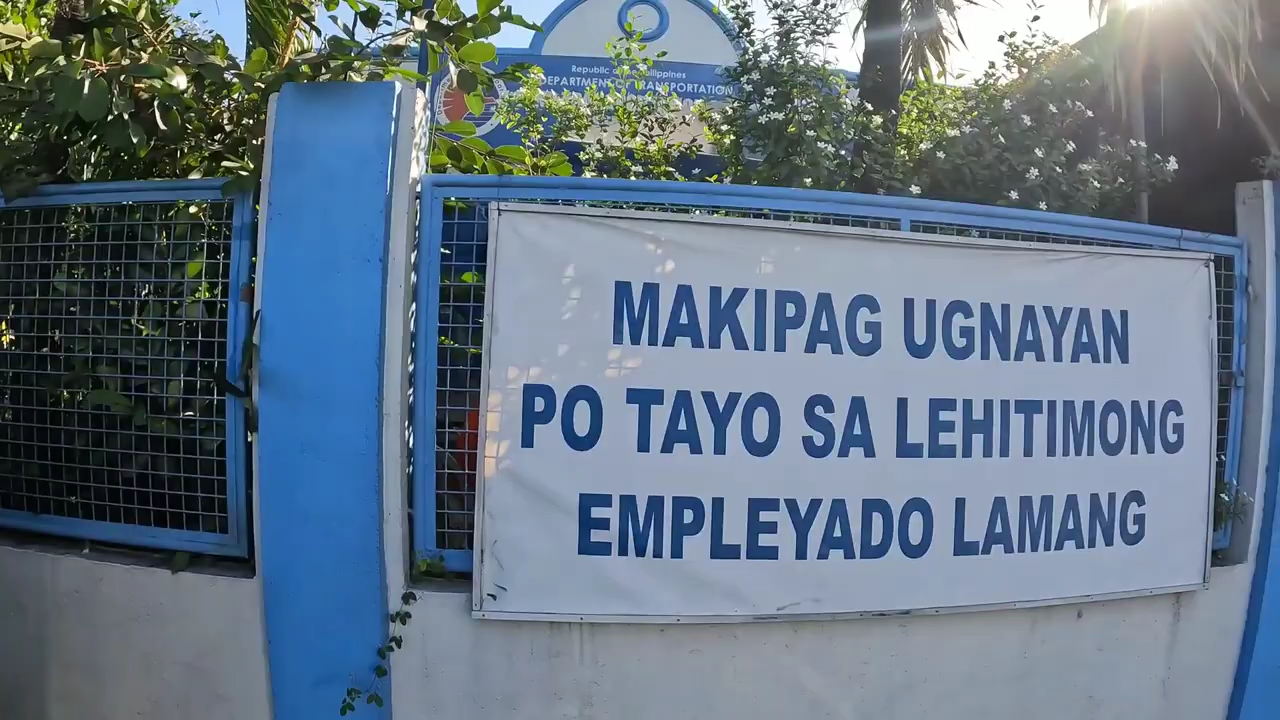 Republic of the Philippines
DEPARTMENT OF TRANSPORTATION
MAKIPAG UGNAYAN
PO TAYO SA LEHITIMONG
EMPLEYADO LAMANG